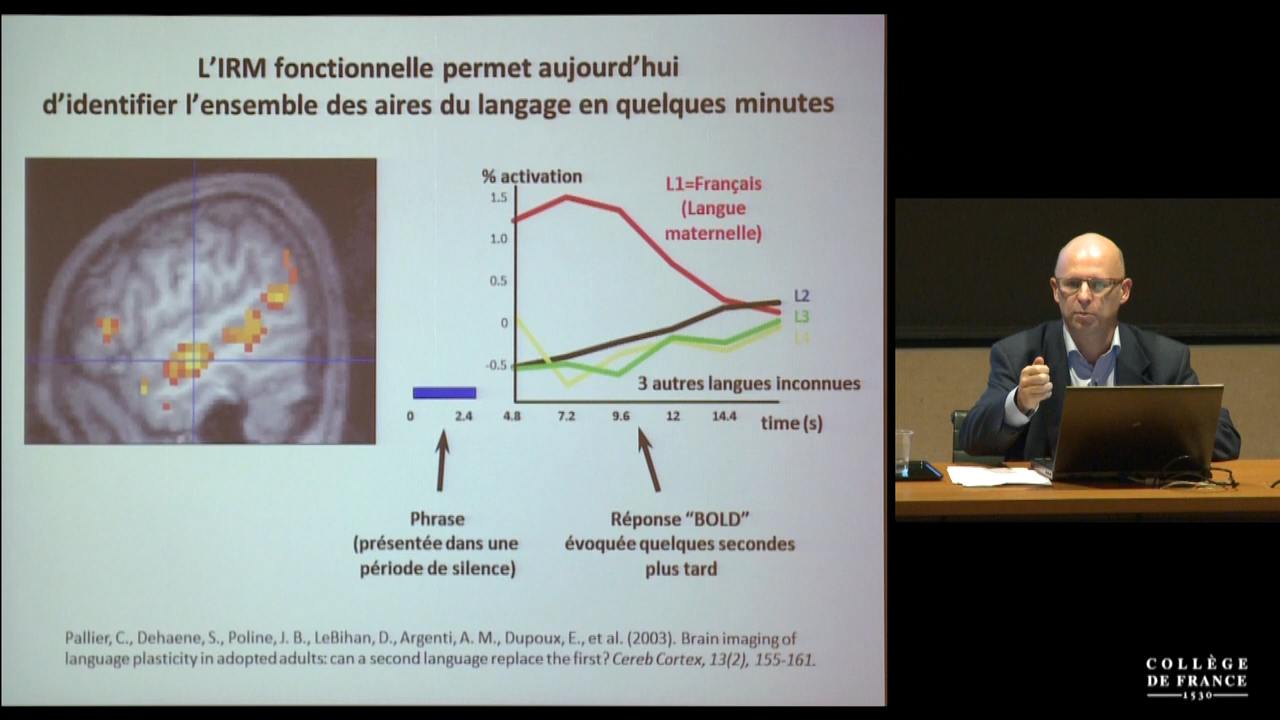 L'IRM fonctionnelle permet aujourd'hui
d'identifier l'ensemble des aires du langage en quelques minutes
% activation
1.5
1.0
0.5
0
-0.5
L1=Français
(Langue
maternelle)
L2
L3
L4
3 autres langues inconnues
0
2.4
4.8
7.2
9.6
12
14.4
time (s)
Phrase
(présentée dans une
période de silence)
Réponse "BOLD"
évoquée quelques secondes
plus tard
Pallier, C., Dehaene, S., Poline, J. B., LeBihan, D., Argenti, A. M., Dupoux, E., et al. (2003). Brain imaging of
language plasticity in adopted adults: can a second language replace the first? Cereb Cortex, 13(2), 155-161.
COLLÈGE
DE FRANCE
1530